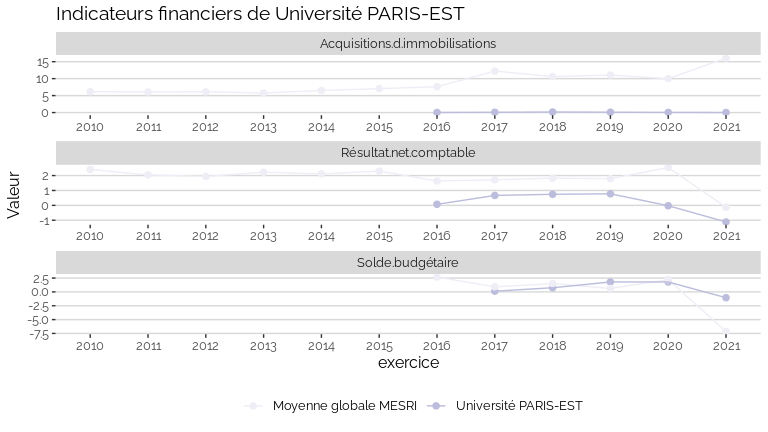 Indicateurs financiers de Université PARIS-EST
Acquisitions.d.immobilisations
15
10
5
0
2010 2011 2012 2013 2014 2015 2016 2017 2018 2019 2020 2021
Résultat.net.comptable
2
1
0
-1
2010 2011 2012 2013 2014 2015 2016 2017 2018 2019 2020 2021
Valeur
Solde.budgétaire
2.5
0.0
-2.5
-5.0
-7.5
2010 2011 2012 2013 2014 2015 2016 2017 2018 2019 2020 2021
exercice
Moyenne globale MESRI Université PARIS-EST